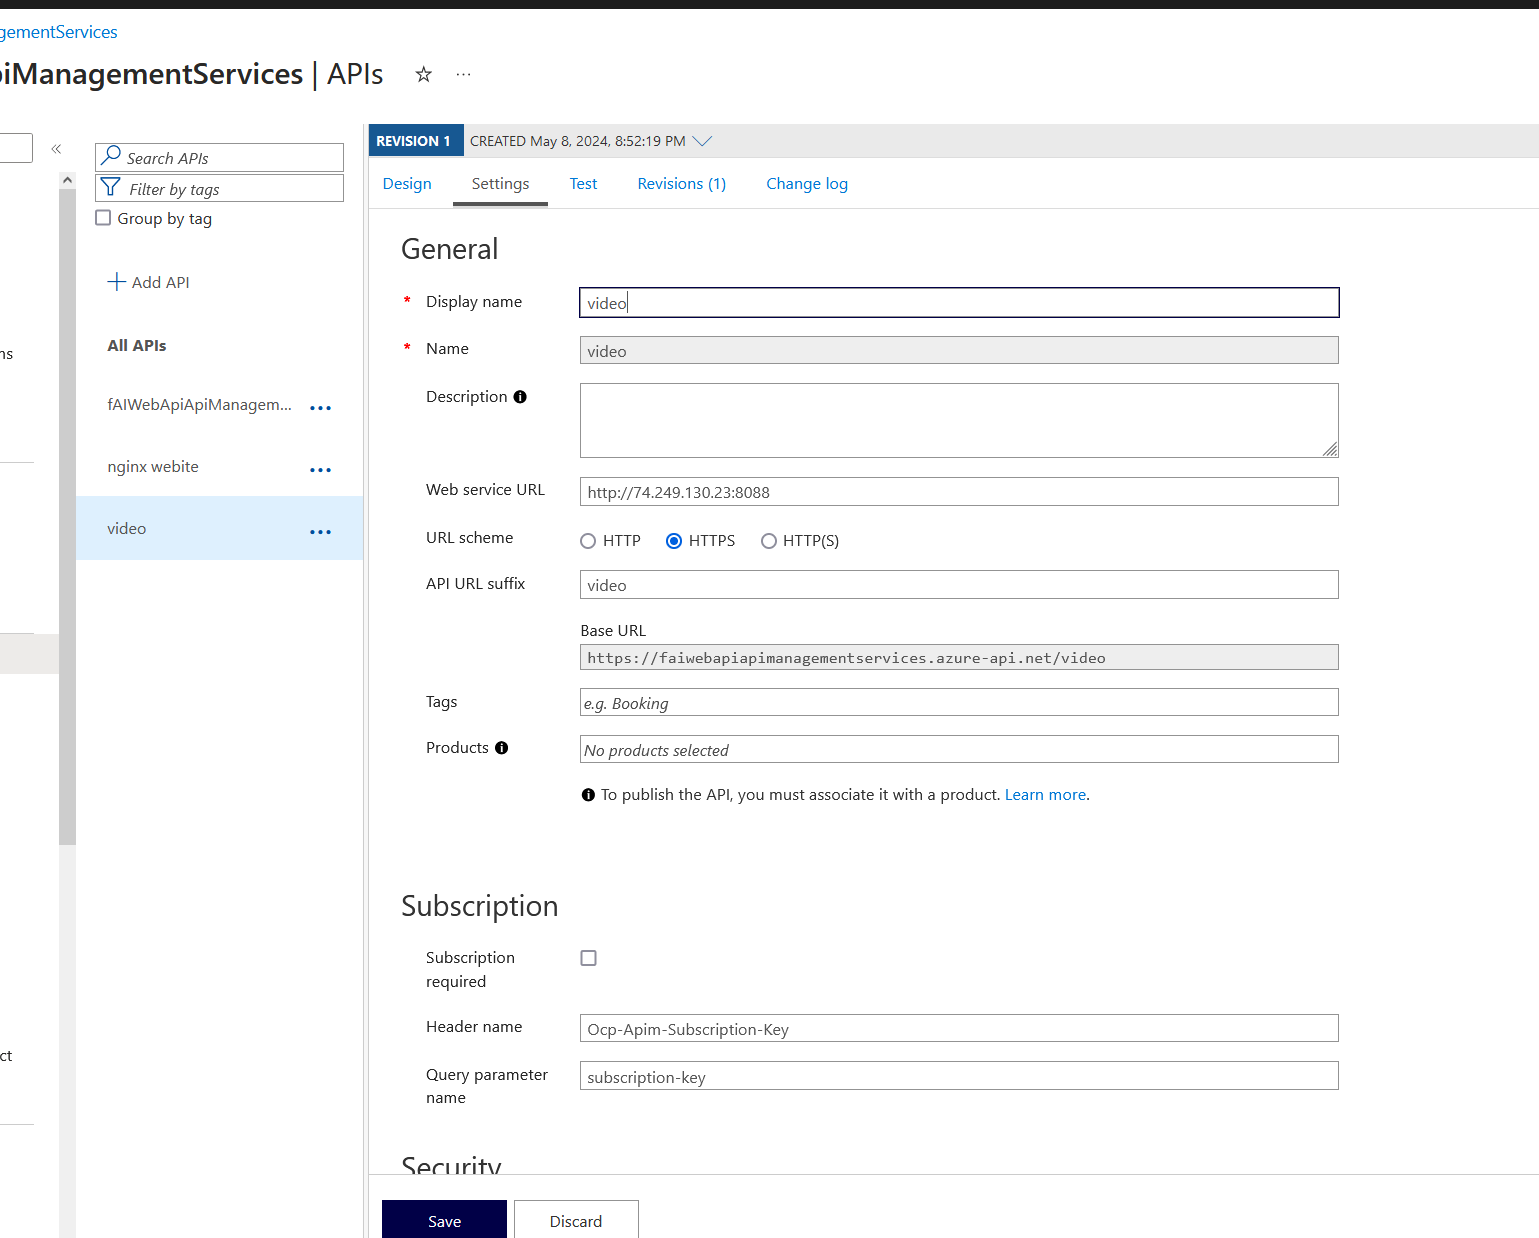 gementServices
iManagementServices | APIs
REVISION 1 CREATED May 8, 2024, 8:52:19 PM
Search APIs
Filter by tags
Group by tag
Add API
All APIs
fAIWebApiApiManagem...
nginx webite
video
ns
ct
Design Settings Test Revisions (1) Change log
General
* Display name video
* Name video
Description
Web service URL http://74.249.130.23:8088
URL scheme HTTP HTTPS HTTP(S)
API URL suffix video
Base URL
https://faiwebapiapimanagementservices.azure-api.net/video
Tags e.g. Booking
Products No products selected
To publish the API, you must associate it with a product. Learn more.
Subscription
Subscription
required
Header name Ocp-Apim-Subscription-Key
Query parameter
name
subscription-key
Security
Save Discard